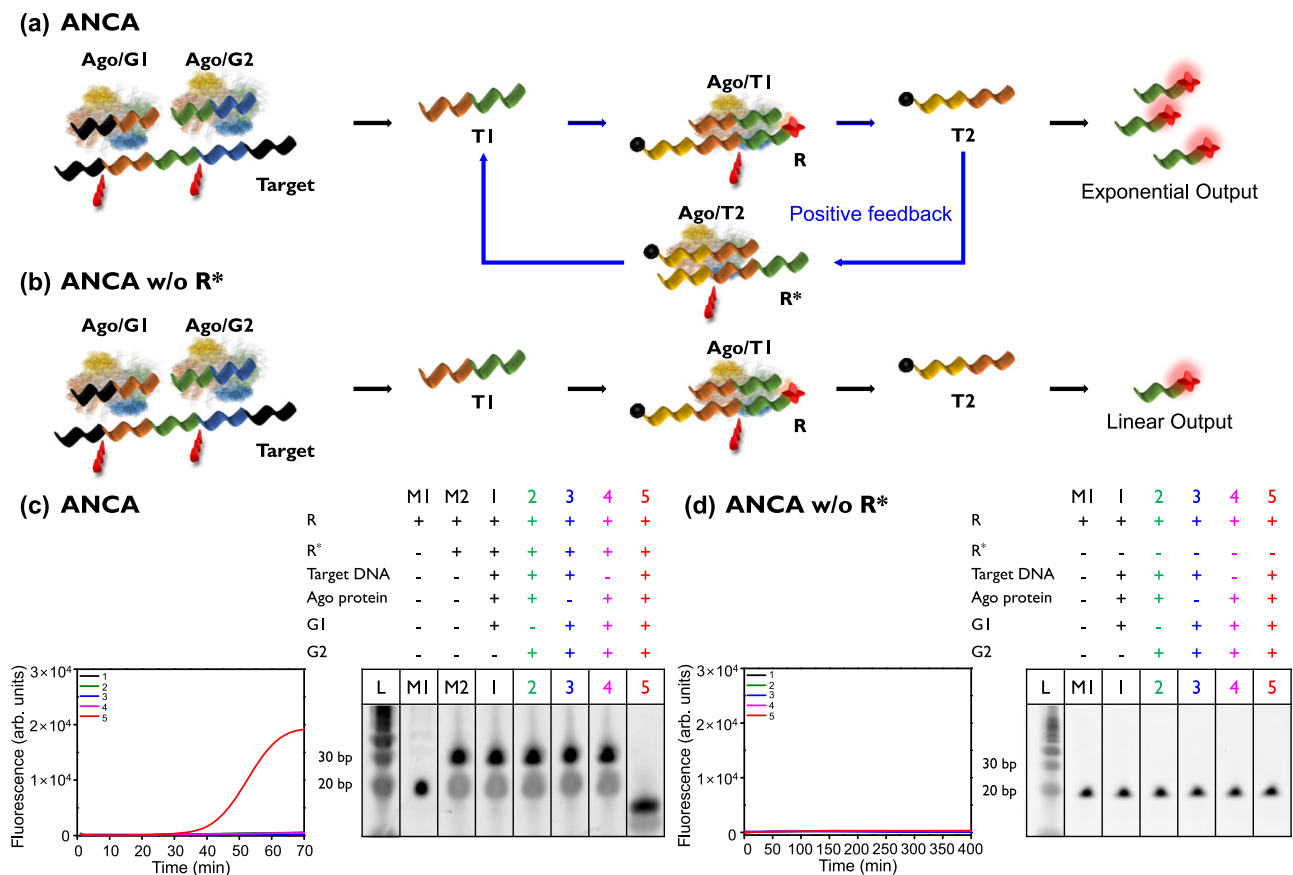 (a) ANCA
Ago/G1 Ago/G2
Target
T1
Ago/T1
R
T2
Exponential Output
Positive feedback
Ago/T2
R*
(b) ANCA w/o R*
Ago/G1 Ago/G2
Target
T1
Ago/T1
R
T2
Linear Output
(c) ANCA
M1 M2 1 2 3 4 5
R + + + + + + +
R* - + + + + + +
Target DNA - - + + + - +
Ago protein - - + + - + +
G1 - - + - + + +
G2 - - - + + + +
Fluorescence (arb. units)
3×10⁴
2×10⁴
1×10⁴
0
1
2
3
4
5
0 10 20 30 40 50 60 70
Time (min)
L M1 M2 1 2 3 4 5
30 bp
20 bp
(d) ANCA w/o R*
M1 1 2 3 4 5
R + + + + + +
R* - - - - - -
Target DNA - + + + - +
Ago protein - + + - + +
G1 - + - + + +
G2 - - + + + +
Fluorescence (arb. units)
3×10⁴
2×10⁴
1×10⁴
0
1
2
3
4
5
0 50 100 150 200 250 300 350 400
Time (min)
L M1 1 2 3 4 5
30 bp
20 bp